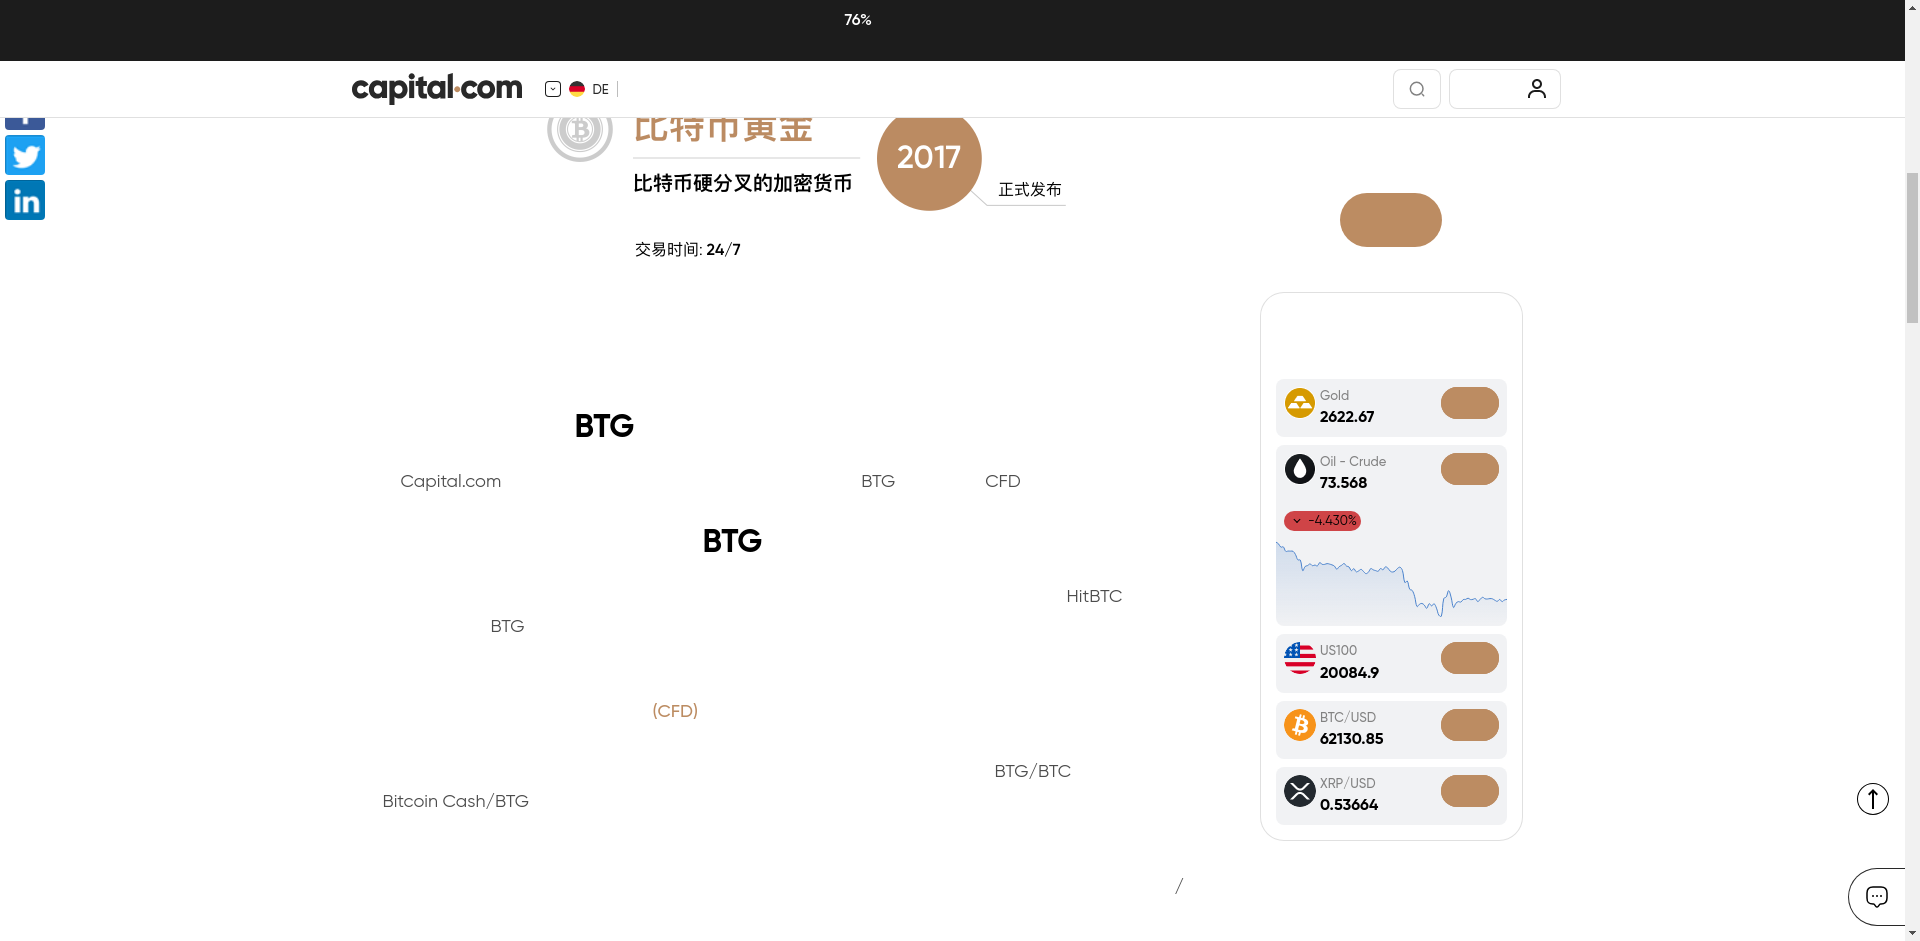 76%
capital.com
DE
比特币黄金
2017
比特币硬分叉的加密货币
正式发布
交易时间: 24/7
BTG
Capital.com BTG CFD
BTG
HitBTC
BTG
(CFD)
BTG/BTC
Bitcoin Cash/BTG
/
Gold
2622.67
Oil - Crude
73.568
-4.430%
US100
20084.9
BTC/USD
62130.85
XRP/USD
0.53664